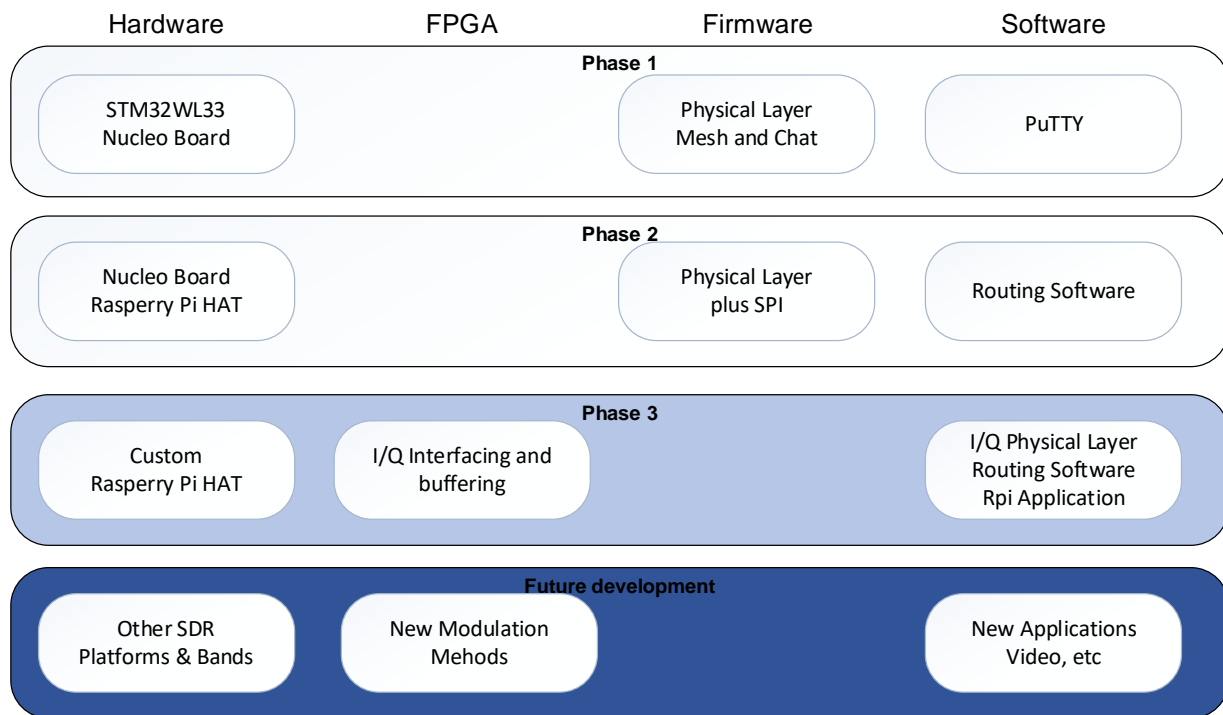 Hardware FPGA Firmware Software
Phase 1
STM32WL33
Nucleo Board
Physical Layer
Mesh and Chat
PuTTY
Phase 2
Nucleo Board
Rasperry Pi HAT
Physical Layer
plus SPI
Routing Software
Phase 3
Custom
Rasperry Pi HAT
I/Q Interfacing and
buffering
I/Q Physical Layer
Routing Software
Rpi Application
Future development
Other SDR
Platforms & Bands
New Modulation
Mehods
New Applications
Video, etc